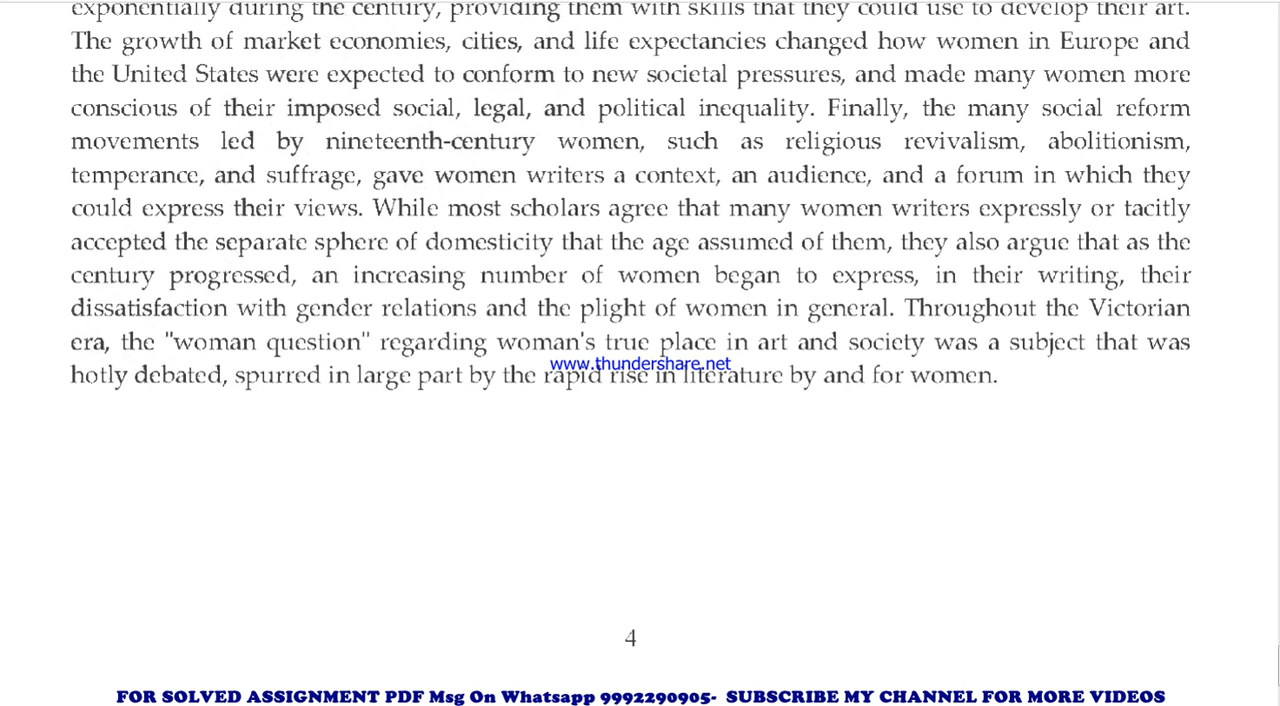 exponentially during the century, providing them with skills that they could use to develop their art.
The growth of market economies, cities, and life expectancies changed how women in Europe and
the United States were expected to conform to new societal pressures, and made many women more
conscious of their imposed social, legal, and political inequality. Finally, the many social reform
movements led by nineteenth-century women, such as religious revivalism, abolitionism,
temperance, and suffrage, gave women writers a context, an audience, and a forum in which they
could express their views. While most scholars agree that many women writers expressly or tacitly
accepted the separate sphere of domesticity that the age assumed of them, they also argue that as the
century progressed, an increasing number of women began to express, in their writing, their
dissatisfaction with gender relations and the plight of women in general. Throughout the Victorian
era, the "woman question" regarding woman's true place in art and society was a subject that was
www.thundershare.net
hotly debated, spurred in large part by the rapid rise in literature by and for women.
4
FOR SOLVED ASSIGNMENT PDF Msg On Whatsapp 9992290905- SUBSCRIBE MY CHANNEL FOR MORE VIDEOS